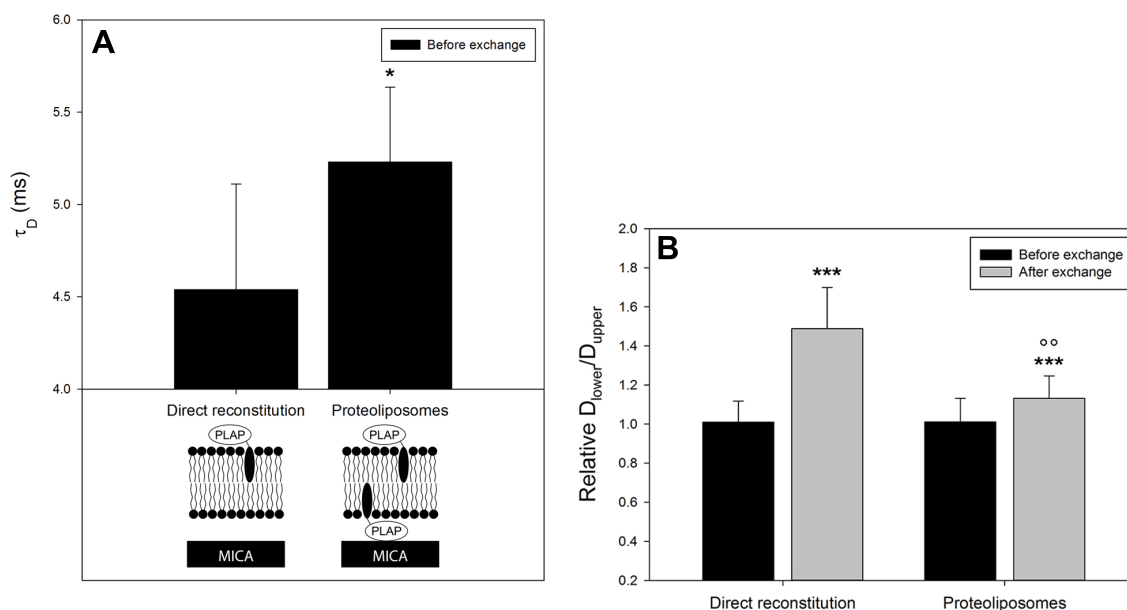 A
Before exchange
*
6.0
5.5
5.0
4.5
4.0
τD (ms)
Direct reconstitution Proteoliposomes
PLAP PLAP
PLAP
MICA MICA
B
Before exchange
After exchange
***
°°
***
2.0
1.8
1.6
1.4
1.2
1.0
0.8
0.6
0.4
0.2
Relative Dlower/Dupper
Direct reconstitution Proteoliposomes